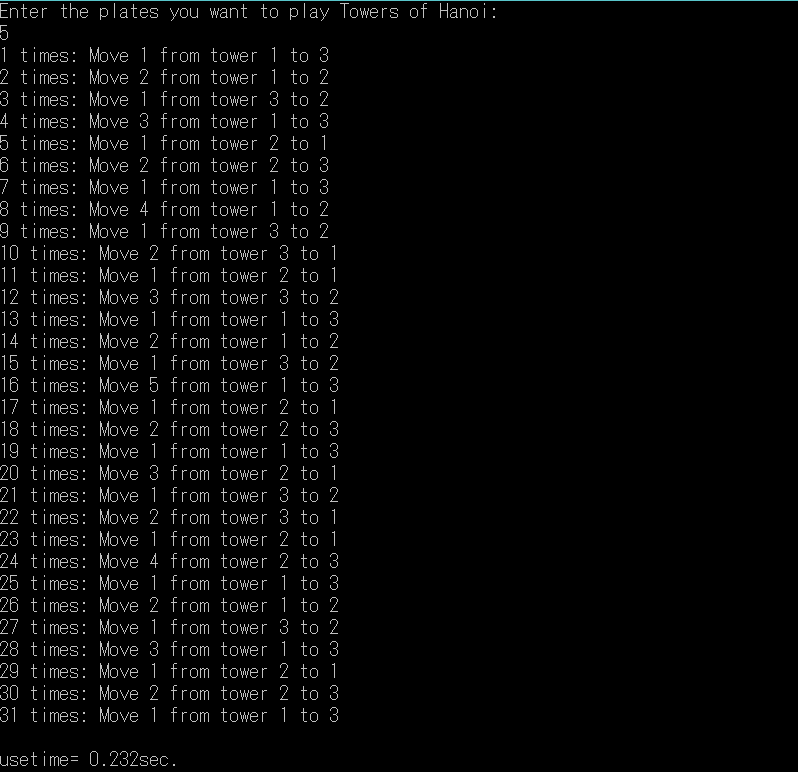 Enter the plates you want to play Towers of Hanoi:
5
1 times: Move 1 from tower 1 to 3
2 times: Move 2 from tower 1 to 2
3 times: Move 1 from tower 3 to 2
4 times: Move 3 from tower 1 to 3
5 times: Move 1 from tower 2 to 1
6 times: Move 2 from tower 2 to 3
7 times: Move 1 from tower 1 to 3
8 times: Move 4 from tower 1 to 2
9 times: Move 1 from tower 3 to 2
10 times: Move 2 from tower 3 to 1
11 times: Move 1 from tower 2 to 1
12 times: Move 3 from tower 3 to 2
13 times: Move 1 from tower 1 to 3
14 times: Move 2 from tower 1 to 2
15 times: Move 1 from tower 3 to 2
16 times: Move 5 from tower 1 to 3
17 times: Move 1 from tower 2 to 1
18 times: Move 2 from tower 2 to 3
19 times: Move 1 from tower 1 to 3
20 times: Move 3 from tower 2 to 1
21 times: Move 1 from tower 3 to 2
22 times: Move 2 from tower 3 to 1
23 times: Move 1 from tower 2 to 1
24 times: Move 4 from tower 2 to 3
25 times: Move 1 from tower 1 to 3
26 times: Move 2 from tower 1 to 2
27 times: Move 1 from tower 3 to 2
28 times: Move 3 from tower 1 to 3
29 times: Move 1 from tower 2 to 1
30 times: Move 2 from tower 2 to 3
31 times: Move 1 from tower 1 to 3
usetime= 0.232sec.